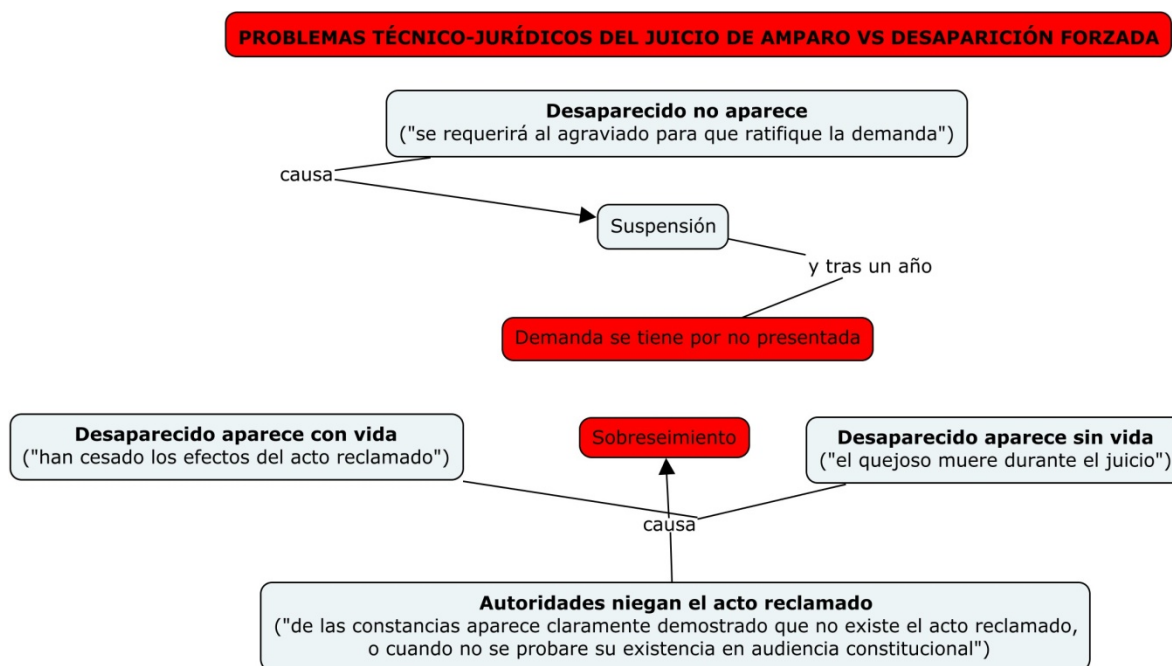 PROBLEMAS TÉCNICO-JURÍDICOS DEL JUICIO DE AMPARO VS DESAPARICIÓN FORZADA
Desaparecido no aparece
("se requerirá al agraviado para que ratifique la demanda")
causa
Suspensión
y tras un año
Demanda se tiene por no presentada
Desaparecido aparece con vida
("han cesado los efectos del acto reclamado")
Sobreseimiento
Desaparecido aparece sin vida
("el quejoso muere durante el juicio")
causa
Autoridades niegan el acto reclamado
("de las constancias aparece claramente demostrado que no existe el acto reclamado,
o cuando no se probare su existencia en audiencia constitucional")